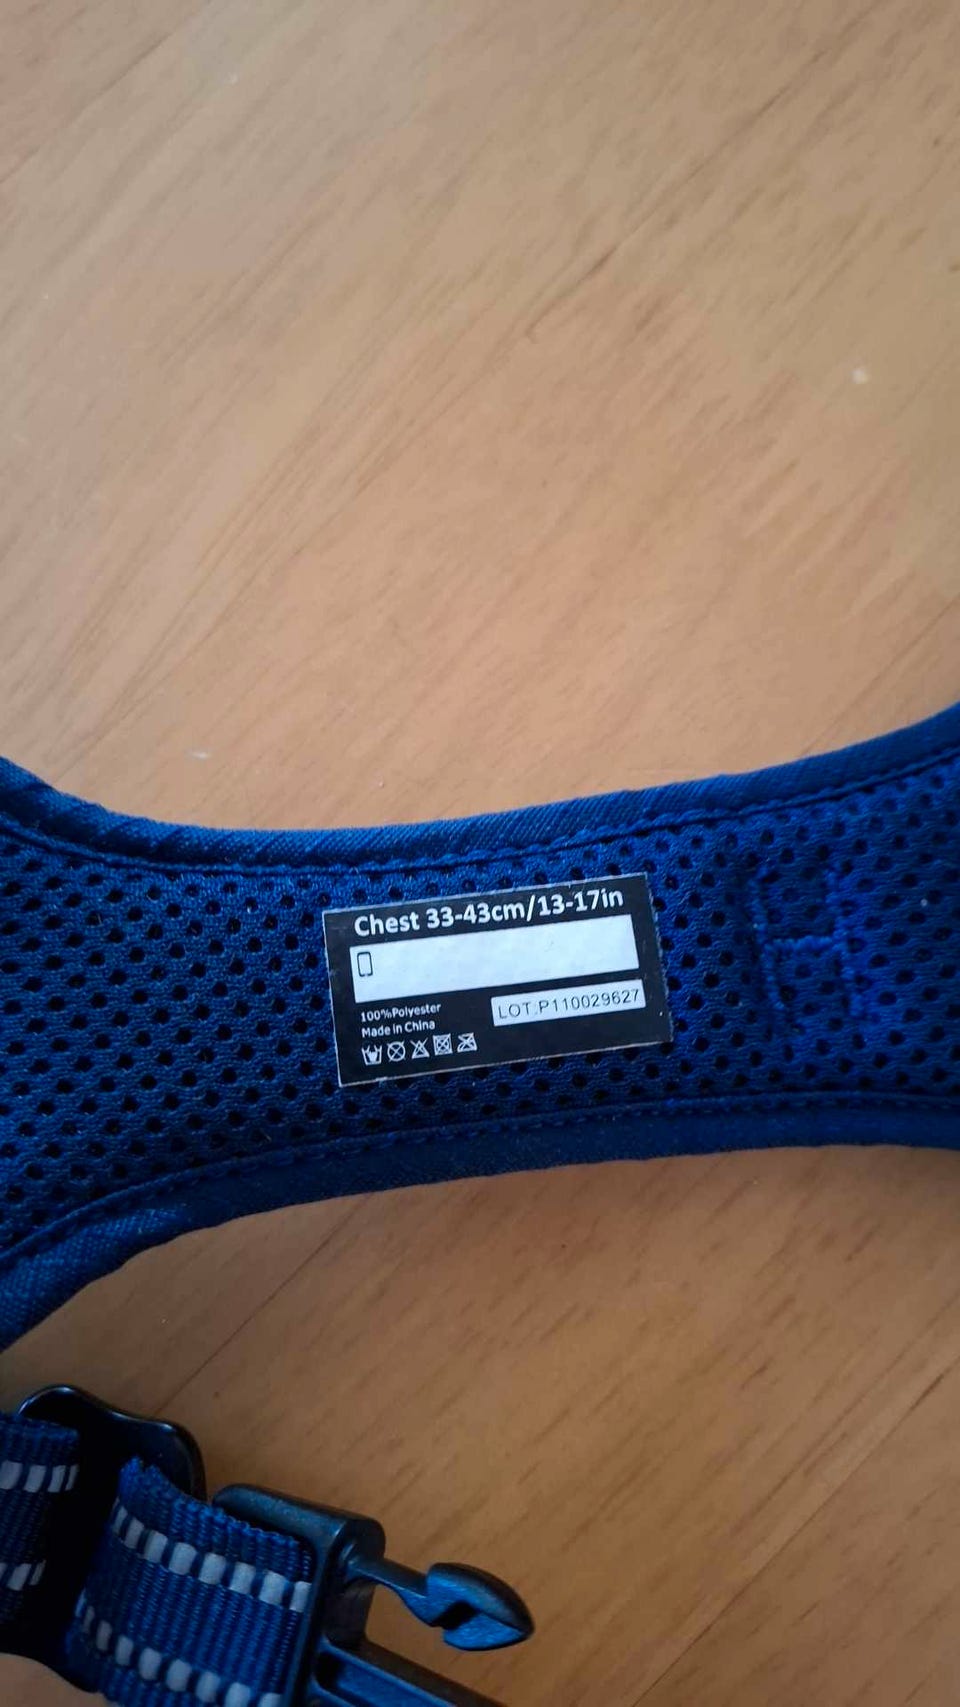 Chest 33-43cm/13-17in
100%Polyester
Made in China
LOT:P110029627